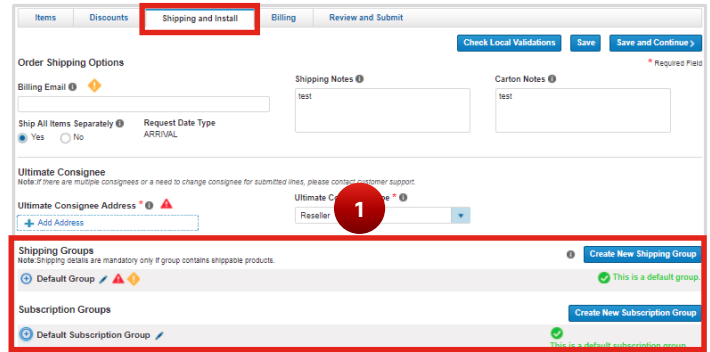 Items Discounts Shipping and Install Billing Review and Submit
Check Local Validations Save Save and Continue >
Order Shipping Options
* Required Field
Billing Email
Shipping Notes
Carton Notes
test
test
Ship All Items Separately
Request Date Type
Yes No
ARRIVAL
Ultimate Consignee
Note:If there are multiple consignees or a need to change consignee for submitted lines, please contact customer support.
Ultimate Consignee Address *
Ultimate *
1
+ Add Address
Reseller
Shipping Groups
Create New Shipping Group
Note:Shipping details are mandatory only if group contains shippable products.
Default Group
This is a default group.
Subscription Groups
Create New Subscription Group
Default Subscription Group
This is a default subscription group